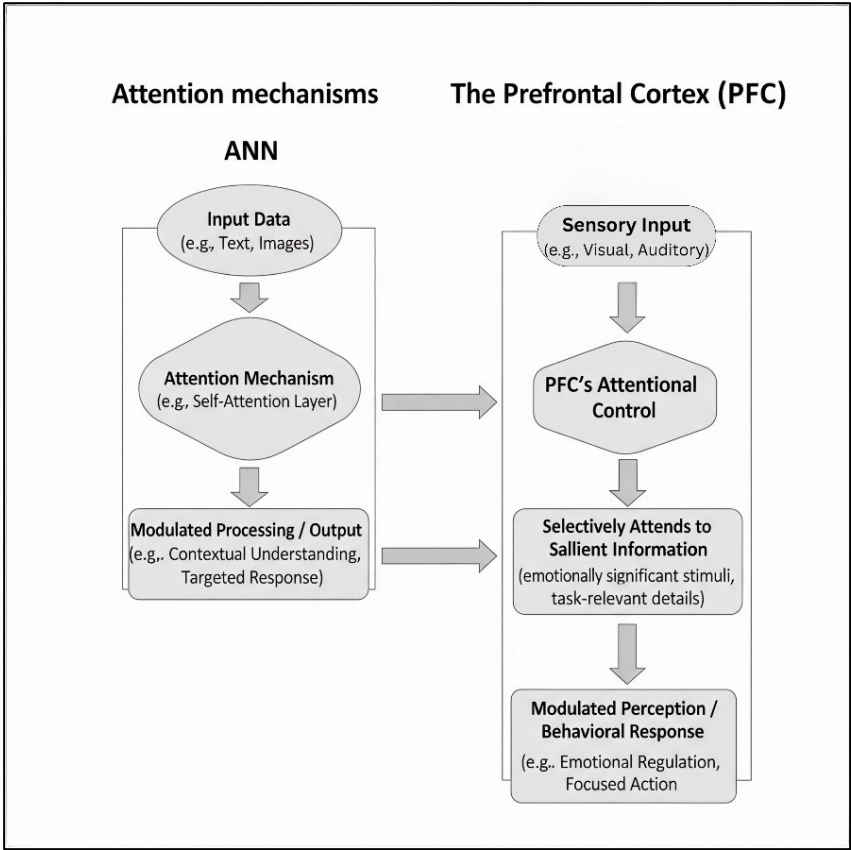 Attention mechanisms
ANN
Input Data
(e.g., Text, Images)
Attention Mechanism
(e.g., Self-Attention Layer)
Modulated Processing / Output
(e.g,. Contextual Understanding,
Targeted Response)
The Prefrontal Cortex (PFC)
Sensory Input
(e.g., Visual, Auditory)
PFC's Attentional
Control
Selectively Attends to
Sallient Information
(emotionally significant stimuli,
task-relevant details)
Modulated Perception /
Behavioral Response
(e.g.. Emotional Regulation,
Focused Action